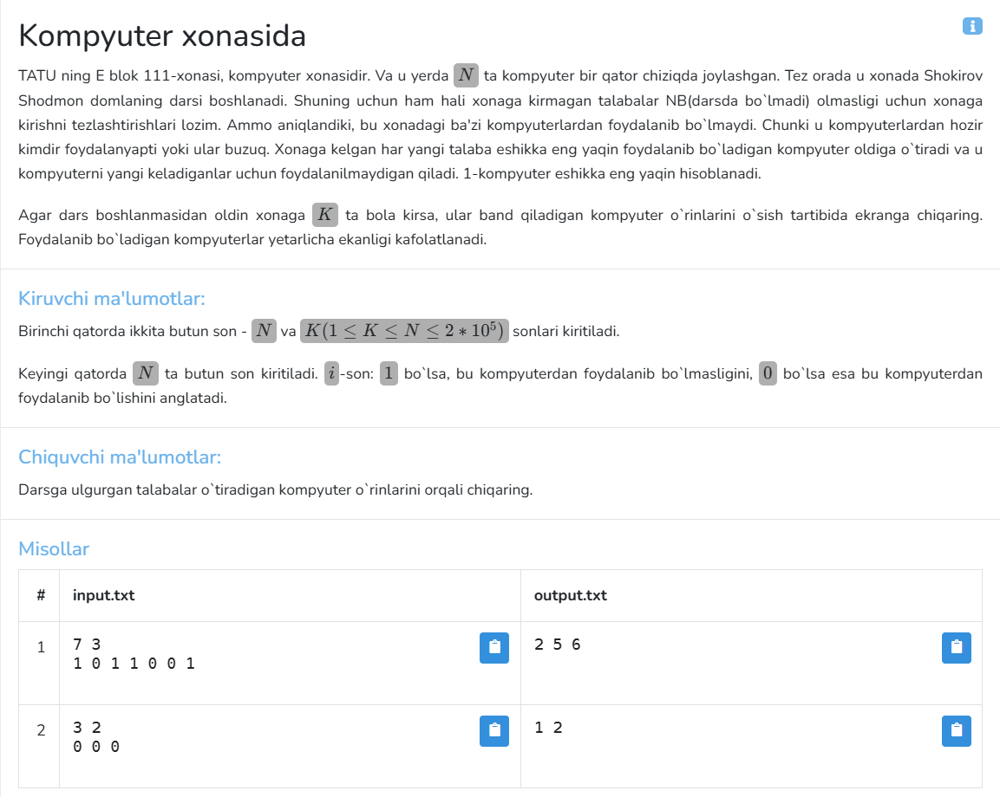 Kompyuter xonasida
TATU ning E blok 111-xonasi, kompyuter xonasidir. Va u yerda N ta kompyuter bir qator chiziqda joylashgan. Tez orada u xonada Shokirov
Shodmon domlaning darsi boshlanadi. Shuning uchun ham hali xonaga kirmagan talabalar NB(darsda bo`lmadi) olmasligi uchun xonaga
kirishni tezlashtirishlari lozim. Ammo aniqlandiki, bu xonadagi ba'zi kompyuterlardan foydalanib bo`lmaydi. Chunki u kompyuterlardan hozir
kimdir foydalanyapti yoki ular buzuq. Xonaga kelgan har yangi talaba eshikka eng yaqin foydalanib bo`ladigan kompyuter oldiga o`tiradi va u
kompyuterni yangi keladiganlar uchun foydalanilmaydigan qiladi. 1-kompyuter eshikka eng yaqin hisoblanadi.
Agar dars boshlanmasidan oldin xonaga K ta bola kirsa, ular band qiladigan kompyuter o`rinlarini o`sish tartibida ekranga chiqaring.
Foydalanib bo`ladigan kompyuterlar yetarlicha ekanligi kafolatlanadi.
Kiruvchi ma'lumotlar:
Birinchi qatorda ikkita butun son - N va K(1 ≤ K ≤ N ≤ 2 * 10⁵) sonlari kiritiladi.
Keyingi qatorda N ta butun son kiritiladi. i-son: 1 bo`lsa, bu kompyuterdan foydalanib bo`lmasligini, 0 bo`lsa esa bu kompyuterdan
foydalanib bo`lishini anglatadi.
Chiquvchi ma'lumotlar:
Darsga ulgurgan talabalar o`tiradigan kompyuter o`rinlarini orqali chiqaring.
Misollar
# input.txt output.txt
1 7 3 2 5 6
1 0 1 1 0 0 1
2 3 2 1 2
0 0 0